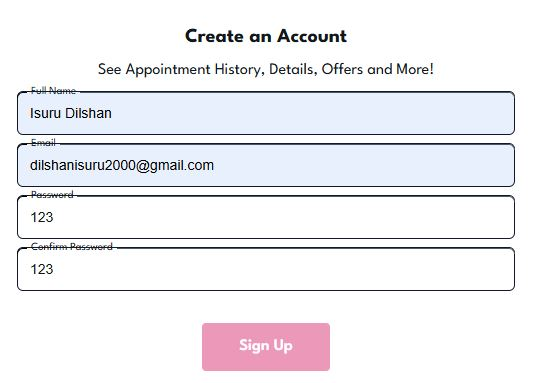 Create an Account
See Appointment History, Details, Offers and More!
Full Name
Isuru Dilshan
Email
dilshanisuru2000@gmail.com
Password
123
Confirm Password
123
Sign Up